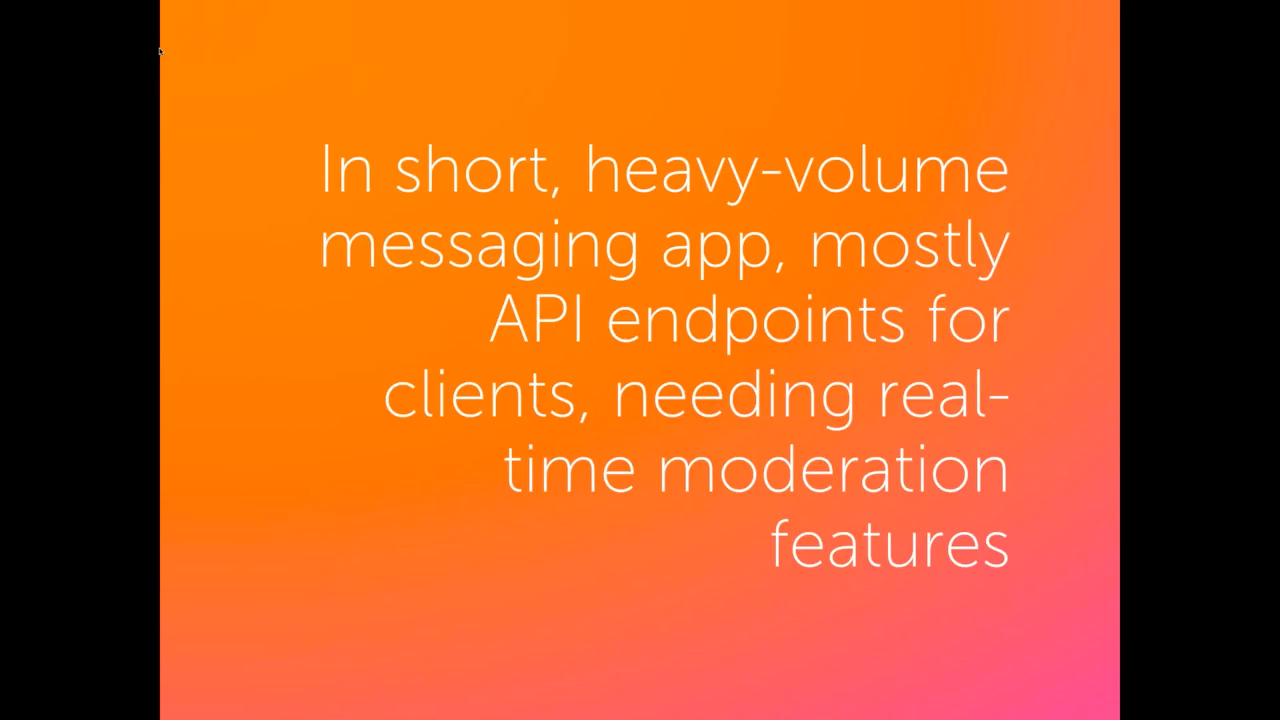 In short, heavy-volume
messaging app, mostly
API endpoints for
clients, needing real-
time moderation
features